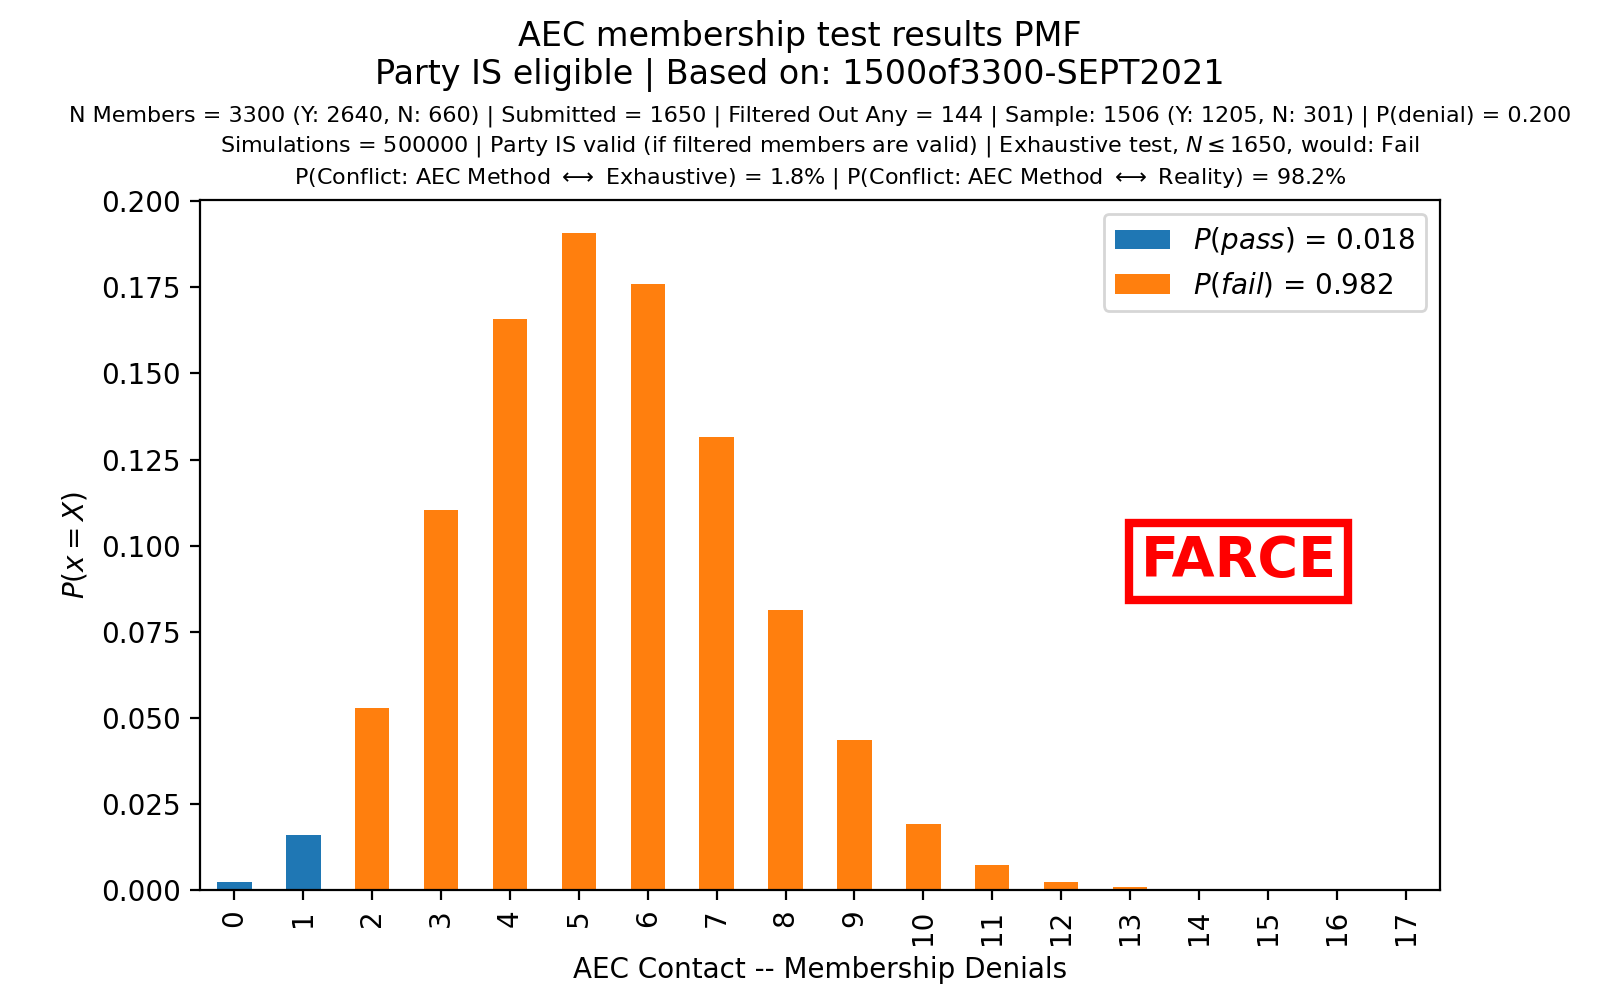 AEC membership test results PMF
Party IS eligible | Based on: 1500of3300-SEPT2021
N Members = 3300 (Y: 2640, N: 660) | Submitted = 1650 | Filtered Out Any = 144 | Sample: 1506 (Y: 1205, N: 301) | P(denial) = 0.200
Simulations = 500000 | Party IS valid (if filtered members are valid) | Exhaustive test, N ≤ 1650, would: Fail
P(Conflict: AEC Method ⟷ Exhaustive) = 1.8% | P(Conflict: AEC Method ⟷ Reality) = 98.2%
P(pass) = 0.018
P(fail) = 0.982
FARCE
P(x = X)
0.200
0.175
0.150
0.125
0.100
0.075
0.050
0.025
0.000
0 1 2 3 4 5 6 7 8 9 10 11 12 13 14 15 16 17
AEC Contact -- Membership Denials